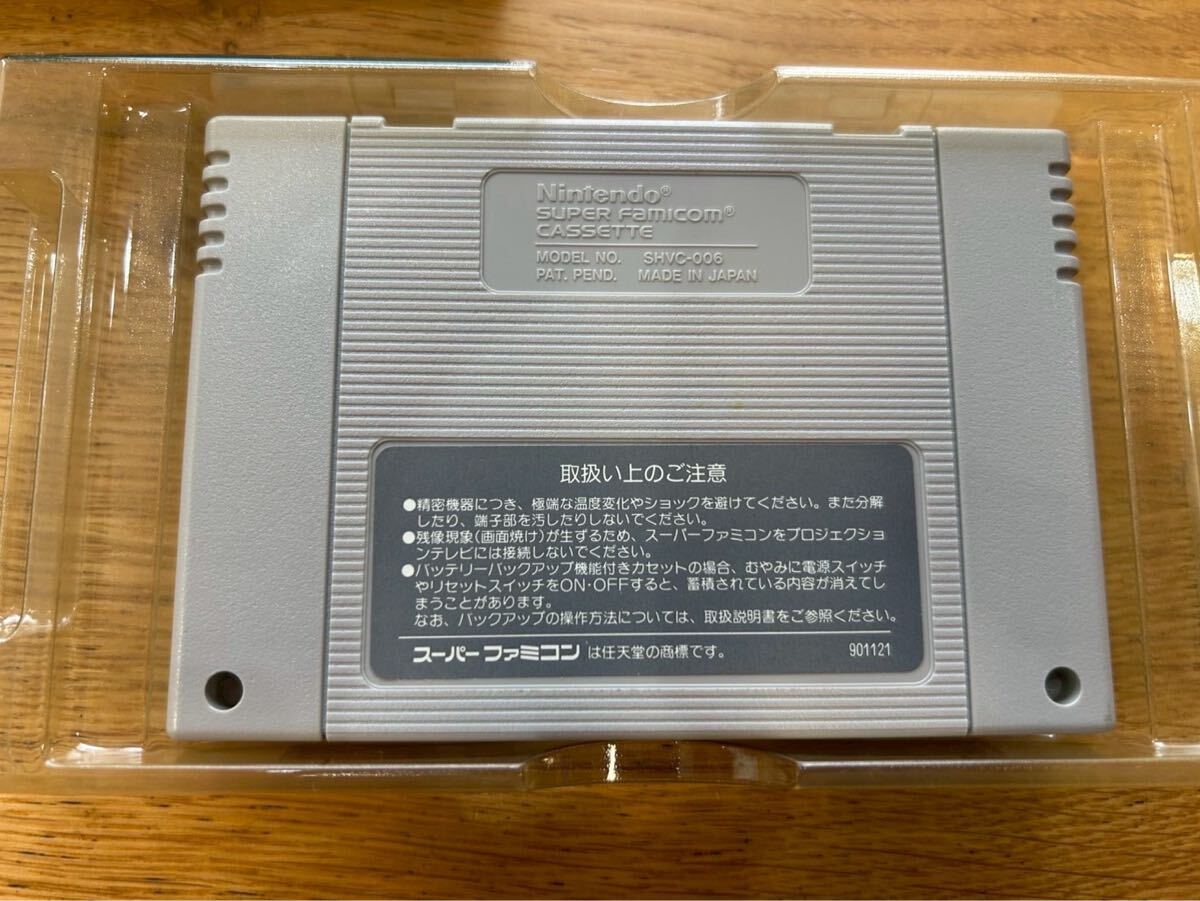 Nintendo®
SUPER FAMICOM®
CASSETTE
MODEL NO. SHVC-006
PAT. PEND. MADE IN JAPAN
取扱い上のご注意
●精密機器につき、極端な温度変化やショックを避けてください。また分解
したり、端子部を汚したりしないでください。
●残像現象(画面焼け)が生ずるため、スーパーファミコンをプロジェクショ
ンテレビには接続しないでください。
●バッテリーバックアップ機能付きカセットの場合、むやみに電源スイッチ
やリセットスイッチをON・OFFすると、蓄積されている内容が消えてし
まうことがあります。
なお、バックアップの操作方法については、取扱説明書をご参照ください。
スーパーファミコン は任天堂の商標です。 901121